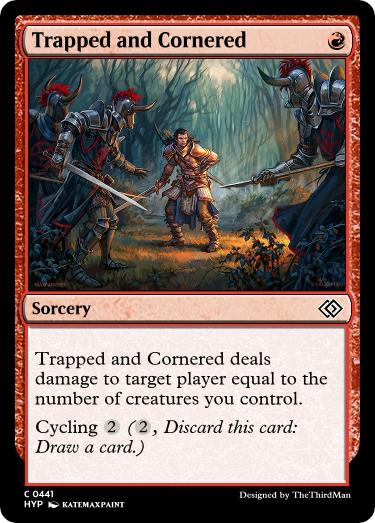 Trapped and Cornered
Sorcery
Trapped and Cornered deals
damage to target player equal to the
number of creatures you control.
Cycling 2 (2, Discard this card:
Draw a card.)
C 0441
HYP KATEMAXPAINT
Designed by TheThirdMan